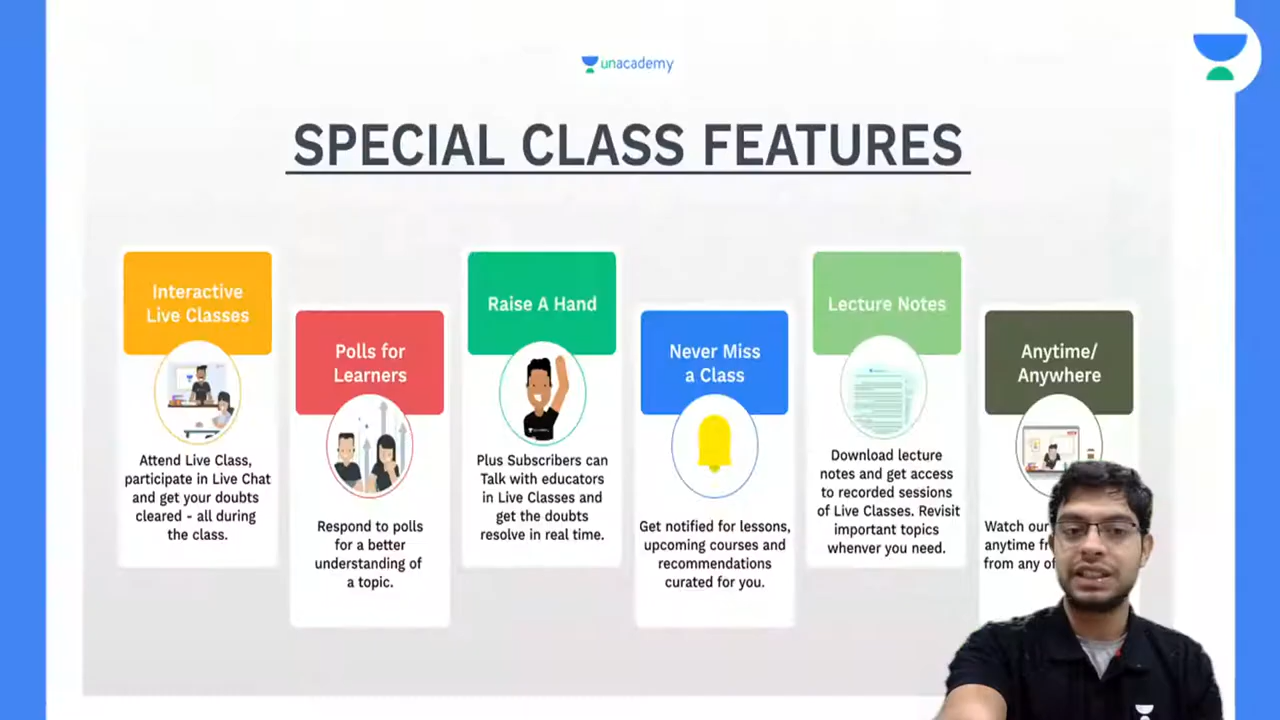 unacademy
SPECIAL CLASS FEATURES
Interactive
Live Classes
Attend Live Class,
participate in Live Chat
and get your doubts
cleared - all during
the class.
Polls for
Learners
Respond to polls
for a better
understanding of
a topic.
Raise A Hand
Plus Subscribers can
Talk with educators
in Live Classes and
get the doubts
resolve in real time.
Never Miss
a Class
Get notified for lessons,
upcoming courses and
recommendations
curated for you.
Lecture Notes
Download lecture
notes and get access
to recorded sessions
of Live Classes. Revisit
important topics
whenver you need.
Anytime/
Anywhere
Watch our
anytime
from any